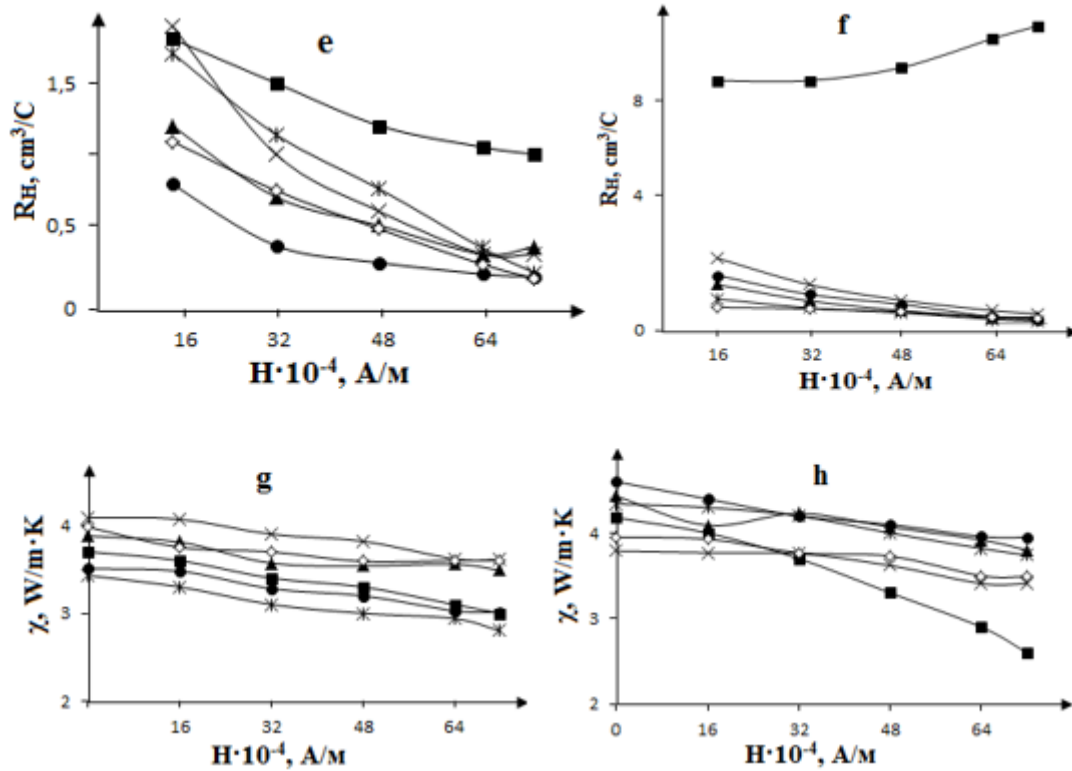 e
1,5
0,5
0
R_H, cm³/C
16 32 48 64
H·10⁻⁴, А/м
f
8
4
0
R_H, cm³/C
16 32 48 64
H·10⁻⁴, А/м
g
4
3
2
χ, W/m·K
16 32 48 64
H·10⁻⁴, А/м
h
4
3
2
χ, W/m·K
0 16 32 48 64
H·10⁻⁴, А/м